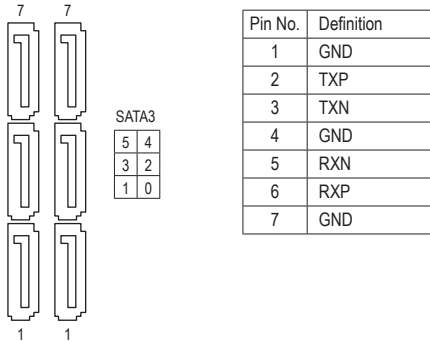 7 7
SATA3
5 4
3 2
1 0
1 1
Pin No. Definition
1 GND
2 TXP
3 TXN
4 GND
5 RXN
6 RXP
7 GND